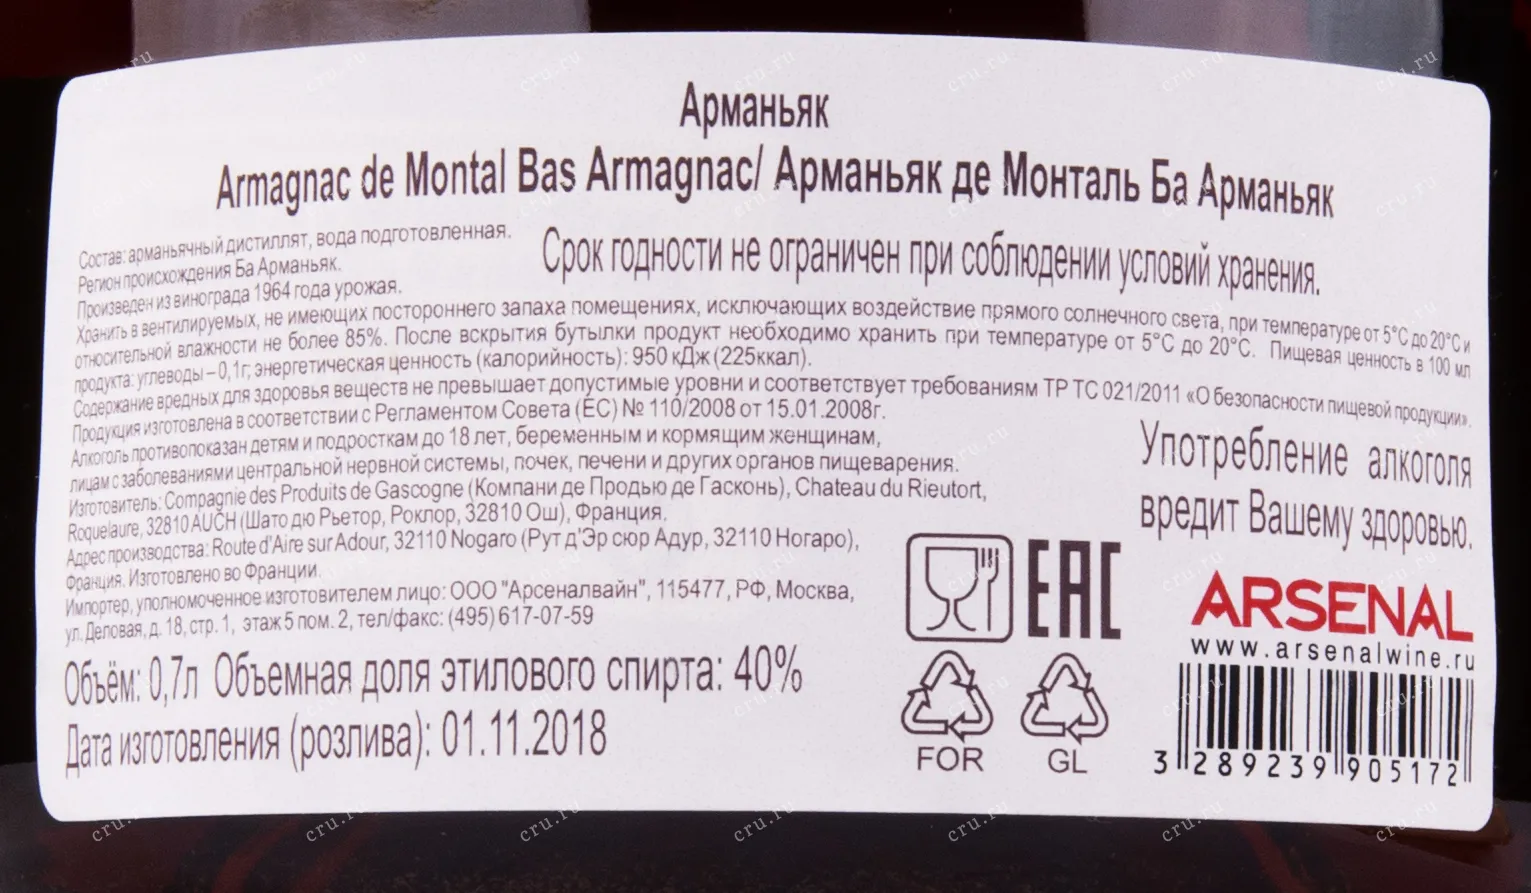 Арманьяк
Armagnac de Montal Bas Armagnac/ Арманьяк де Монталь Ба Арманьяк
Состав: арманьячный дистиллят, вода подготовленная.
Регион происхождения Ба Арманьяк.
Произведен из винограда 1964 года урожая.
Срок годности не ограничен при соблюдении условий хранения.
Хранить в вентилируемых, не имеющих постороннего запаха помещениях, исключающих воздействие прямого солнечного света, при температуре от 5°C до 20°C и
относительной влажности не более 85%. После вскрытия бутылки продукт необходимо хранить при температуре от 5°C до 20°C. Пищевая ценность в 100 мл
продукта: углеводы – 0,1г; энергетическая ценность (калорийность): 950 кДж (225ккал).
Содержание вредных для здоровья веществ не превышает допустимые уровни и соответствует требованиям ТР ТС 021/2011 «О безопасности пищевой продукции».
Продукция изготовлена в соответствии с Регламентом Совета (ЕС) № 110/2008 от 15.01.2008г.
Алкоголь противопоказан детям и подросткам до 18 лет, беременным и кормящим женщинам,
лицам с заболеваниями центральной нервной системы, почек, печени и других органов пищеварения.
Изготовитель: Compagnie des Produits de Gascogne (Компани де Продью де Гасконь), Chateau du Rieutort,
Roquelaure, 32810 AUCH (Шато дю Рьетор, Роклор, 32810 Ош), Франция.
Адрес производства: Route d'Aire sur Adour, 32110 Nogaro (Рут д'Эр сюр Адур, 32110 Ногаро),
Франция. Изготовлено во Франции.
Импортер, уполномоченное изготовителем лицо: ООО "Арсеналвайн", 115477, РФ, Москва,
ул. Деловая, д. 18, стр. 1, этаж 5 пом. 2, тел/факс: (495) 617-07-59
Объём: 0,7л Объемная доля этилового спирта: 40%
Дата изготовления (розлива): 01.11.2018
Употребление алкоголя
вредит Вашему здоровью.
EAC
FOR
GL
ARSENAL
www.arsenalwine.ru
3 289239 905172
cru.ru